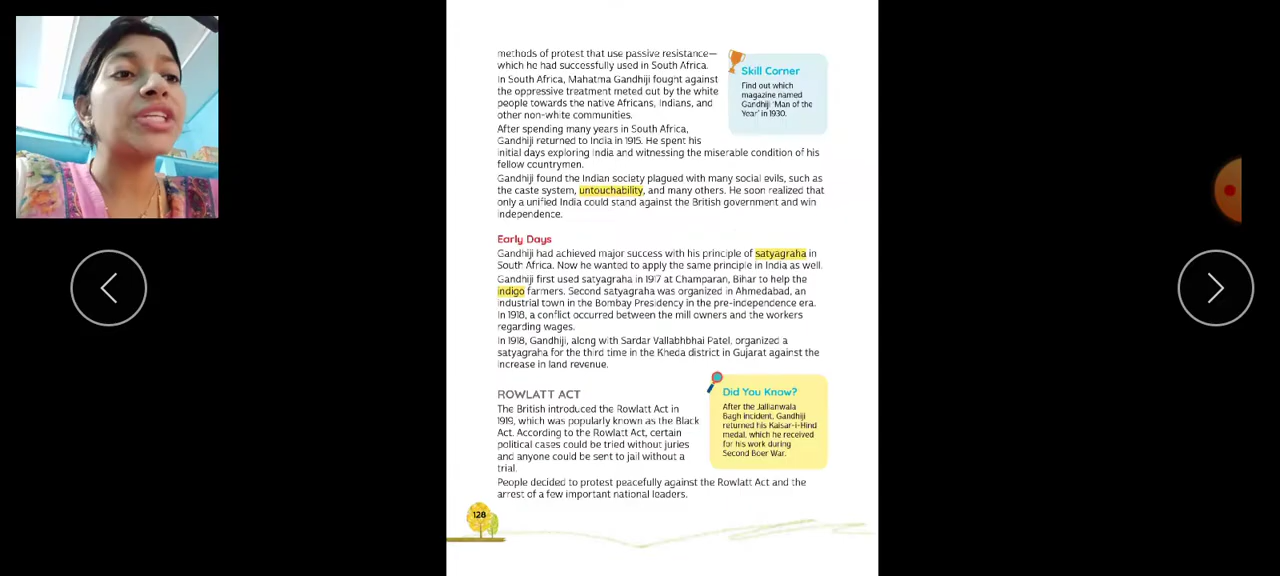 methods of protest that use passive resistance—
which he had successfully used in South Africa.
In South Africa, Mahatma Gandhiji fought against
the oppressive treatment meted out by the white
people towards the native Africans, Indians, and
other non-white communities.
After spending many years in South Africa,
Gandhiji returned to India in 1915. He spent his
initial days exploring India and witnessing the miserable condition of his
fellow countrymen.
Gandhiji found the Indian society plagued with many social evils, such as
the caste system, untouchability, and many others. He soon realized that
only a unified India could stand against the British government and win
independence.
Skill Corner
Find out which
magazine named
Gandhiji 'Man of the
Year' in 1930.
Early Days
Gandhiji had achieved major success with his principle of satyagraha in
South Africa. Now he wanted to apply the same principle in India as well.
Gandhiji first used satyagraha in 1917 at Champaran, Bihar to help the
indigo farmers. Second satyagraha was organized in Ahmedabad, an
industrial town in the Bombay Presidency in the pre-independence era.
In 1918, a conflict occurred between the mill owners and the workers
regarding wages.
In 1918, Gandhiji, along with Sardar Vallabhbhai Patel, organized a
satyagraha for the third time in the Kheda district in Gujarat against the
increase in land revenue.
ROWLATT ACT
The British introduced the Rowlatt Act in
1919, which was popularly known as the Black
Act. According to the Rowlatt Act, certain
political cases could be tried without juries
and anyone could be sent to jail without a
trial.
People decided to protest peacefully against the Rowlatt Act and the
arrest of a few important national leaders.
Did You Know?
After the Jallianwala
Bagh incident, Gandhiji
returned his Kaisar-i-Hind
medal, which he received
for his work during
Second Boer War.
128